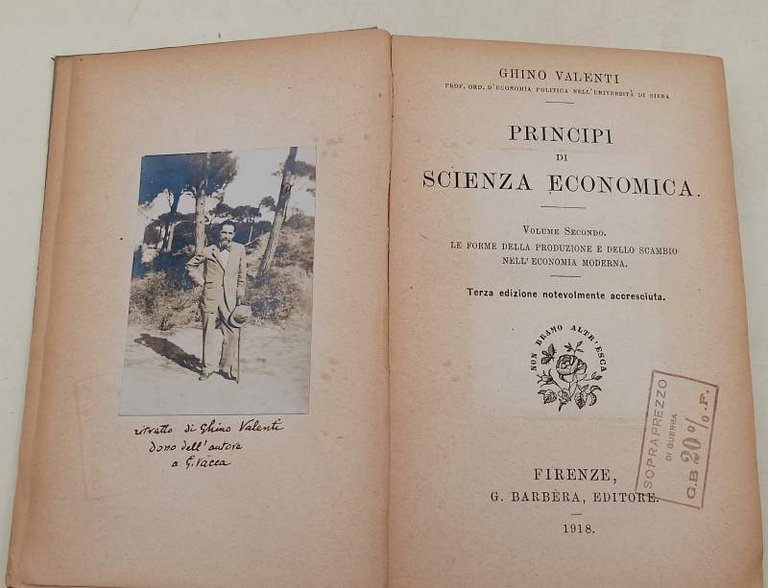 ritratto di Ghino Valenti
dono dell'autore
a G. Vacca
GHINO VALENTI
PROF. ORD. D'ECONOMIA POLITICA NELL'UNIVERSITÀ DI SIENA
PRINCIPI
DI
SCIENZA ECONOMICA.
VOLUME SECONDO.
LE FORME DELLA PRODUZIONE E DELLO SCAMBIO
NELL'ECONOMIA MODERNA.
Terza edizione notevolmente accresciuta.
NON BRAMO ALTR'ESCA
SOPRAPREZZO
DI GUERRA
G.B 20% .P.
FIRENZE,
G. BARBÈRA, EDITORE.
1918.